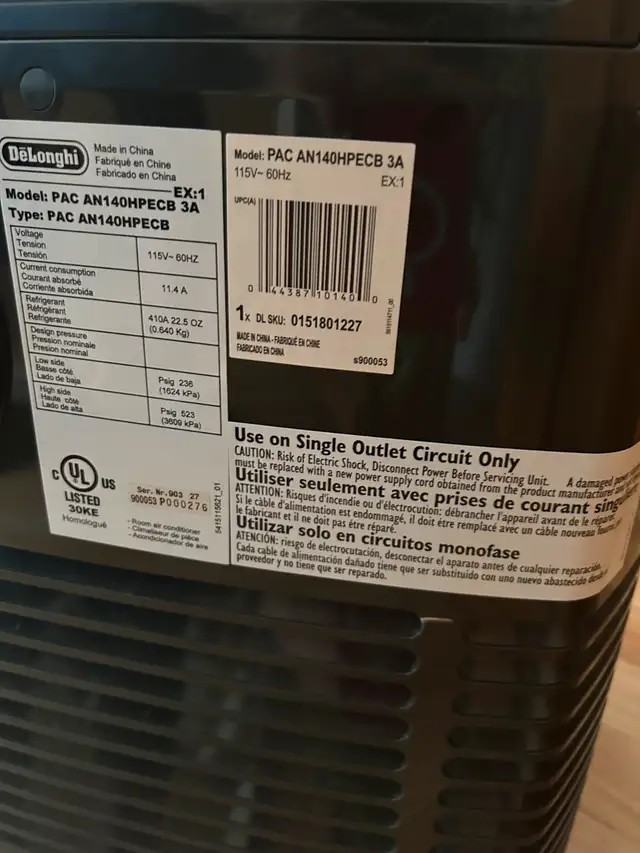 DeLonghi
Made in China
Fabriqué en Chine
Fabricado en China
EX:1
Model: PAC AN140HPECB 3A
Type: PAC AN140HPECB
Voltage
Tension
Tensión
115V~ 60HZ
Current consumption
Courant absorbé
Corriente absorbida
11.4 A
Refrigerant
Réfrigérant
Refrigerante
410A 22.5 OZ
(0.640 Kg)
Design pressure
Pression nominale
Presion nominal
Low side
Basse côté
Lado de baja
Psig 236
(1624 kPa)
High side
Haute côté
Lado de alta
Psig 523
(3609 kPa)
C UL US
LISTED
30KE
Homologué
Ser. Nr. 903 27
900053 P000276
- Room air conditioner
- Climatiseur de pièce
- Acondicionador de aire
5415115621_01
Model: PAC AN140HPECB 3A
115V~ 60Hz
EX:1
UPC(A)
0 44387 10140 0
1x DL SKU: 0151801227
MADE IN CHINA - FABRIQUÉ EN CHINE
FABRICADO EN CHINA
s900053
Use on Single Outlet Circuit Only
CAUTION: Risk of Electric Shock, Disconnect Power Before Servicing Unit. A damaged power
must be replaced with a new power supply cord obtained from the product manufacturer and
Utiliser seulement avec prises de courant sing
ATTENTION: Risques d'incendie ou d'électrocution: débrancher l'appareil avant de le
Si le câble d'alimentation est endommagé, il doit être remplacé avec un câble nouveau
le fabricant et il ne doit pas être réparé.
Utilizar solo en circuitos monofase
ATENCIÓN: riesgo de electrocutación, desconectar el aparato antes de cualquier reparación.
Cada cable de alimentación dañado tiene que ser substituido con uno nuevo abastecido
proveedor y no tiene que ser reparado.